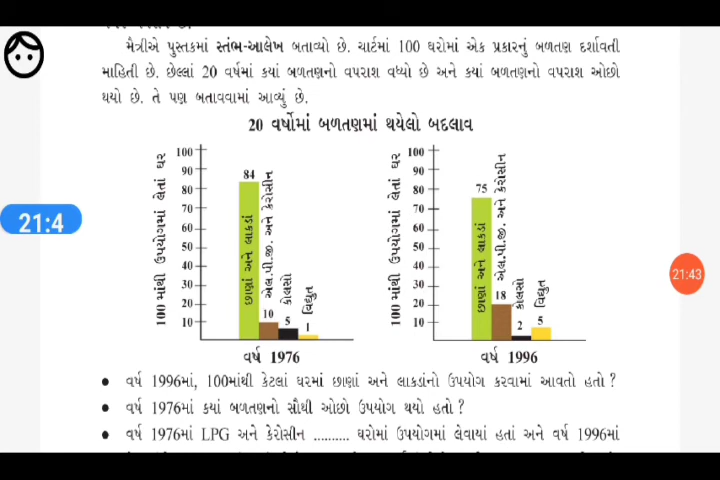 મૈત્રીએ પુસ્તકમાં સ્તંભ-આલેખ બતાવ્યો છે. ચાર્ટમાં 100 ઘરોમાં એક પ્રકારનું બળતણ દર્શાવતી
માહિતી છે. છેલ્લાં 20 વર્ષમાં કયાં બળતણનો વપરાશ વધ્યો છે અને કયાં બળતણનો વપરાશ ઓછો
થયો છે. તે પણ બતાવવામાં આવ્યું છે.
20 વર્ષોમાં બળતણમાં થયેલો બદલાવ
100માંથી ઉપયોગમાં લેતાં ઘર
100
90
80
70
60
50
40
30
20
10
84
છાણાં અને લાકડાં
10
એલ.પી.જી. અને કેરોસીન
5
કોલસો
1
વિદ્યુત
વર્ષ 1976
100 માંથી ઉપયોગમાં લેતાં ઘર
100
90
80
70
60
50
40
30
20
10
75
છાણાં અને લાકડાં
18
એલ.પી.જી. અને કેરોસીન
2
કોલસો
5
વિદ્યુત
વર્ષ 1996
21:4
21:43
• વર્ષ 1996માં, 100માંથી કેટલાં ઘરમાં છાણાં અને લાકડાંનો ઉપયોગ કરવામાં આવતો હતો ?
• વર્ષ 1976માં કયાં બળતણનો સૌથી ઓછો ઉપયોગ થયો હતો ?
• વર્ષ 1976માં LPG અને કેરોસીન .......... ઘરોમાં ઉપયોગમાં લેવાયાં હતાં અને વર્ષ 1996માં